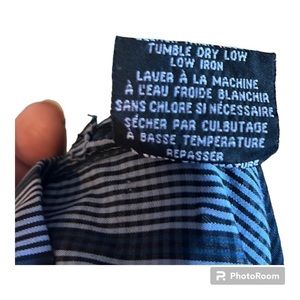 TUMBLE DRY LOW
LOW IRON
LAVER À LA MACHINE
À L'EAU FROIDE BLANCHIR
SANS CHLORE SI NÉCESSAIRE
SÉCHER PAR CULBUTAGE
À BASSE TEMPÉRATURE
REPASSER
PhotoRoom